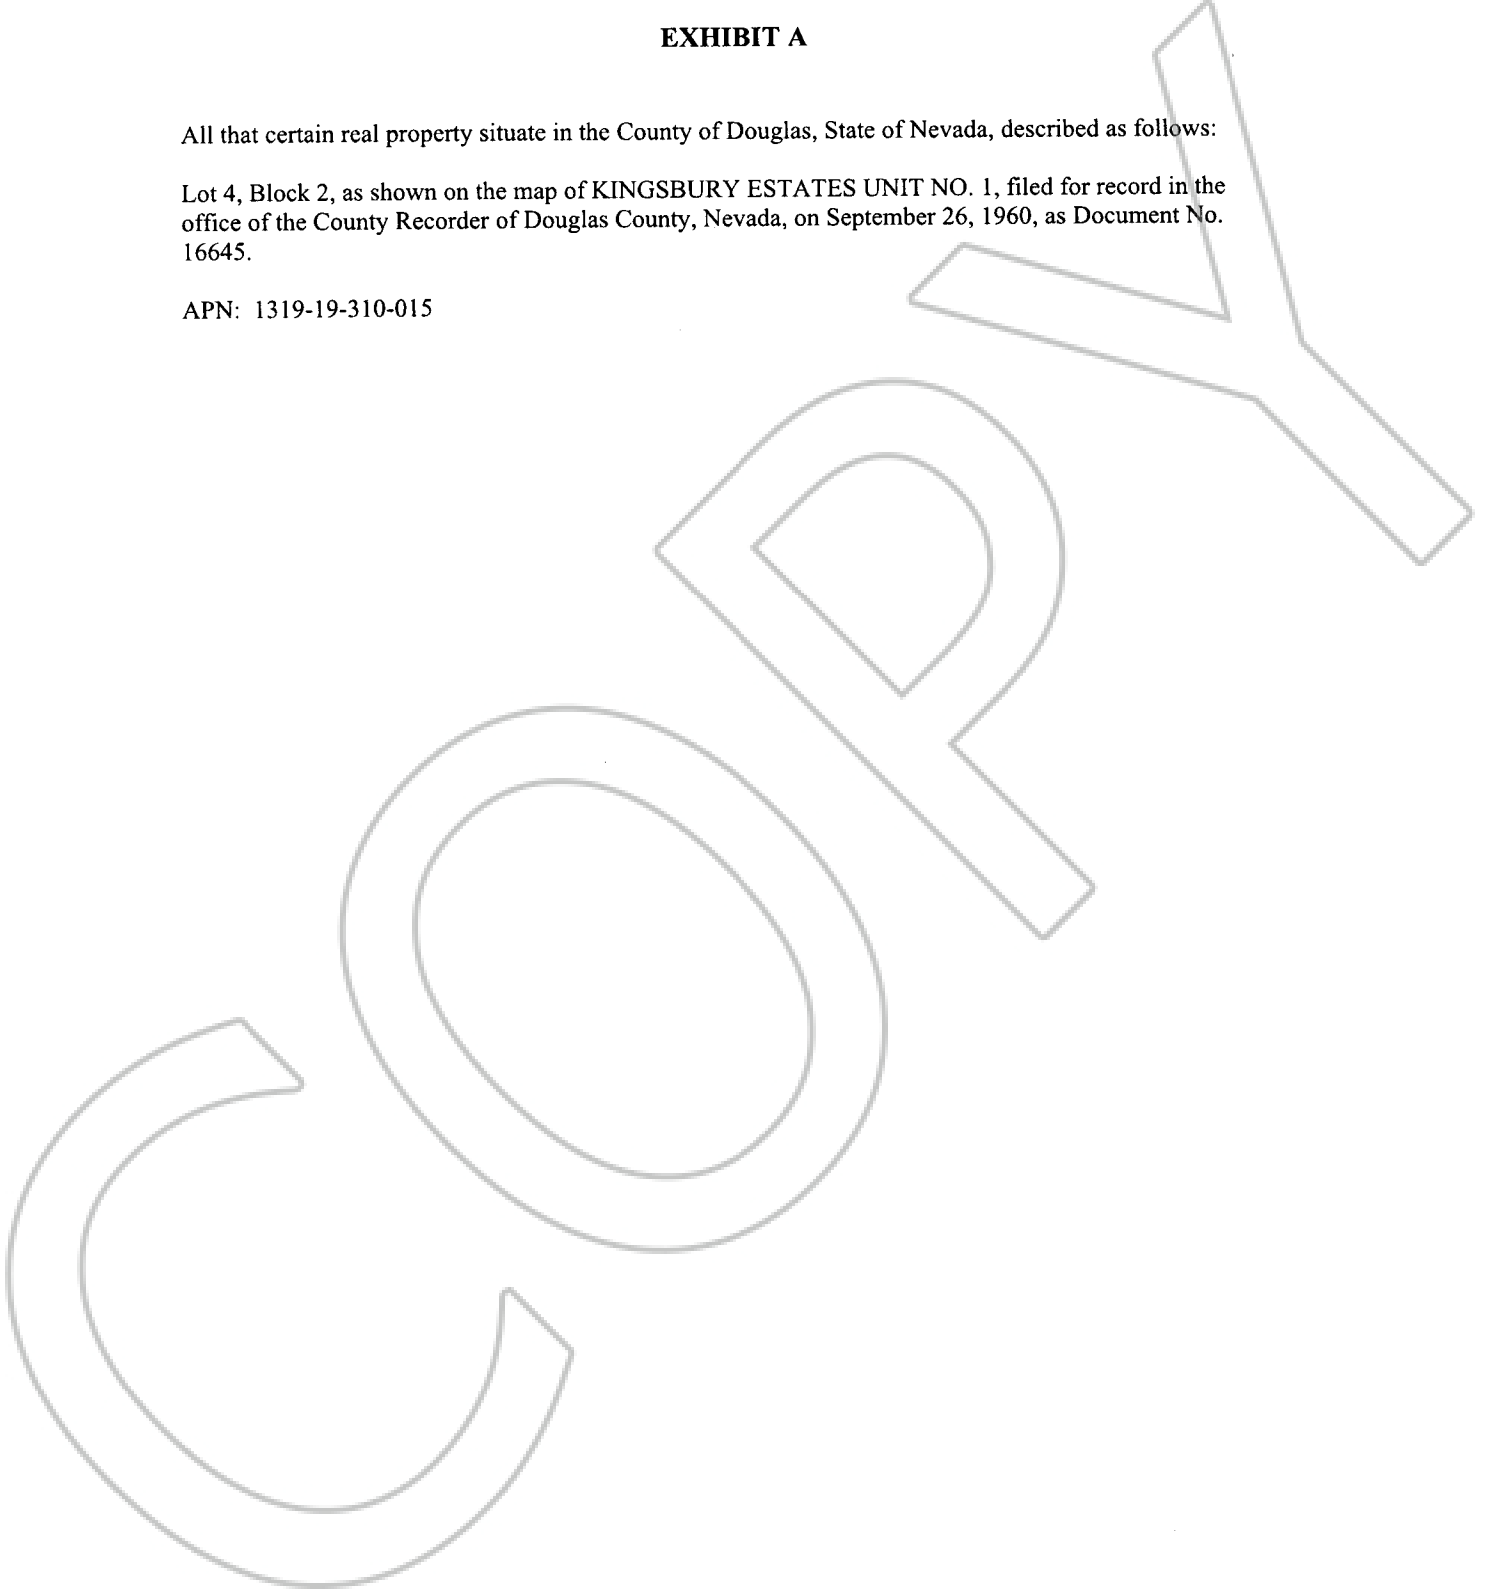 EXHIBIT A
All that certain real property situate in the County of Douglas, State of Nevada, described as follows:
Lot 4, Block 2, as shown on the map of KINGSBURY ESTATES UNIT NO. 1, filed for record in the
office of the County Recorder of Douglas County, Nevada, on September 26, 1960, as Document No.
16645.
APN: 1319-19-310-015
COPY